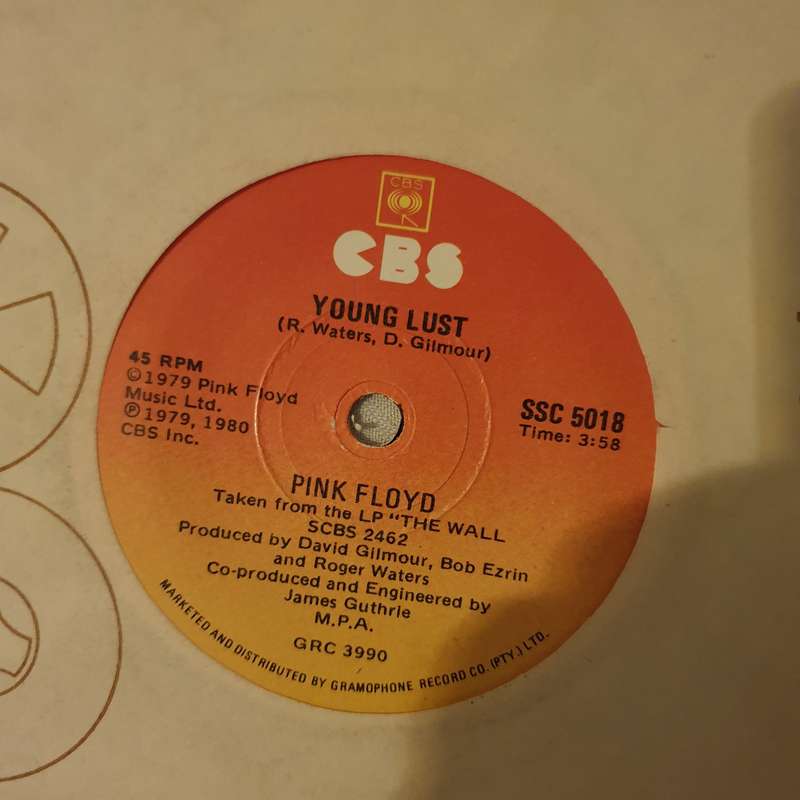 CBS
CBS
YOUNG LUST
(R. Waters, D. Gilmour)
45 RPM
©1979 Pink Floyd
Music Ltd.
℗1979, 1980
CBS Inc.
SSC 5018
Time: 3:58
PINK FLOYD
Taken from the LP "THE WALL
SCBS 2462
Produced by David Gilmour, Bob Ezrin
and Roger Waters
Co-produced and Engineered by
James Guthrie
M.P.A.
GRC 3990
MARKETED AND DISTRIBUTED BY GRAMOPHONE RECORD CO. (PTY.) LTD.